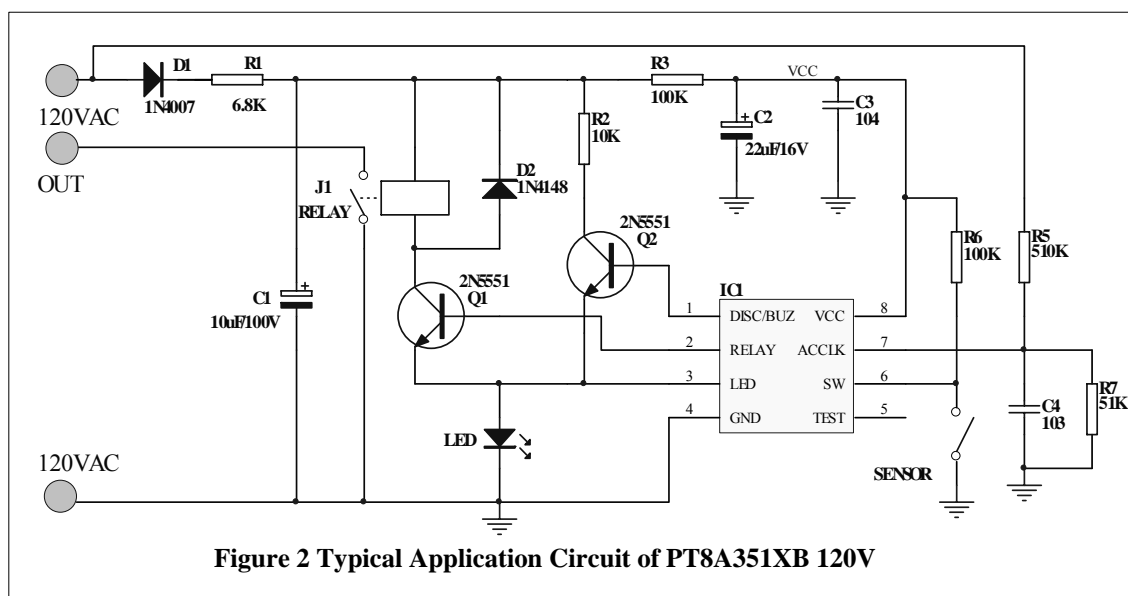 D1
1N4007
R1
6.8K
R3
100K
VCC
120VAC
OUT
R2
10K
C2
22uF/16V
C3
104
J1
RELAY
D2
1N4148
2N5551
Q2
R6
100K
R5
510K
C1
10uF/100V
2N5551
Q1
IC1
1 DISC/BUZ VCC 8
2 RELAY ACCLK 7
3 LED SW 6
4 GND TEST 5
R7
51K
C4
103
LED
SENSOR
120VAC
Figure 2 Typical Application Circuit of PT8A351XB 120V